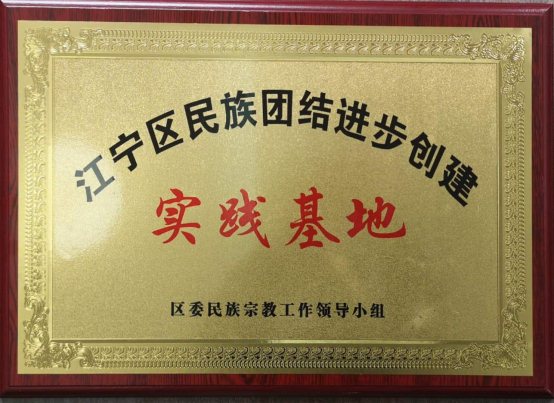 江宁区民族团结进步创建
实践基地
区委民族宗教工作领导小组